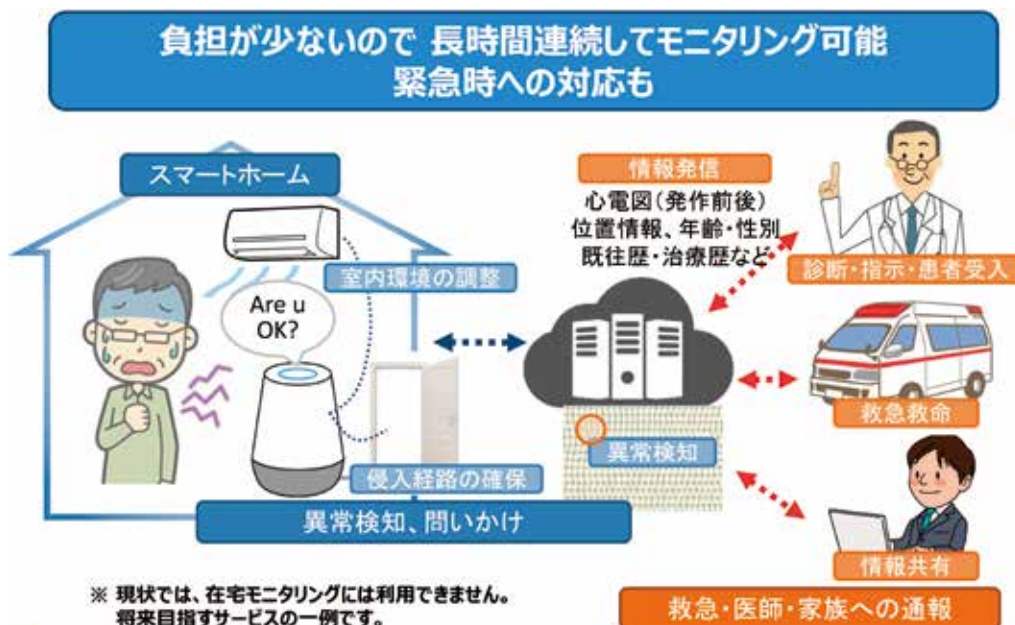 負担が少ないので 長時間連続してモニタリング可能
緊急時への対応も
スマートホーム
室内環境の調整
Are u
OK?
侵入経路の確保
異常検知、問いかけ
情報発信
心電図(発作前後)
位置情報、年齢・性別
既往歴・治療歴など
異常検知
診断・指示・患者受入
救急救命
情報共有
救急・医師・家族への通報
※ 現状では、在宅モニタリングには利用できません。
将来目指すサービスの一例です。